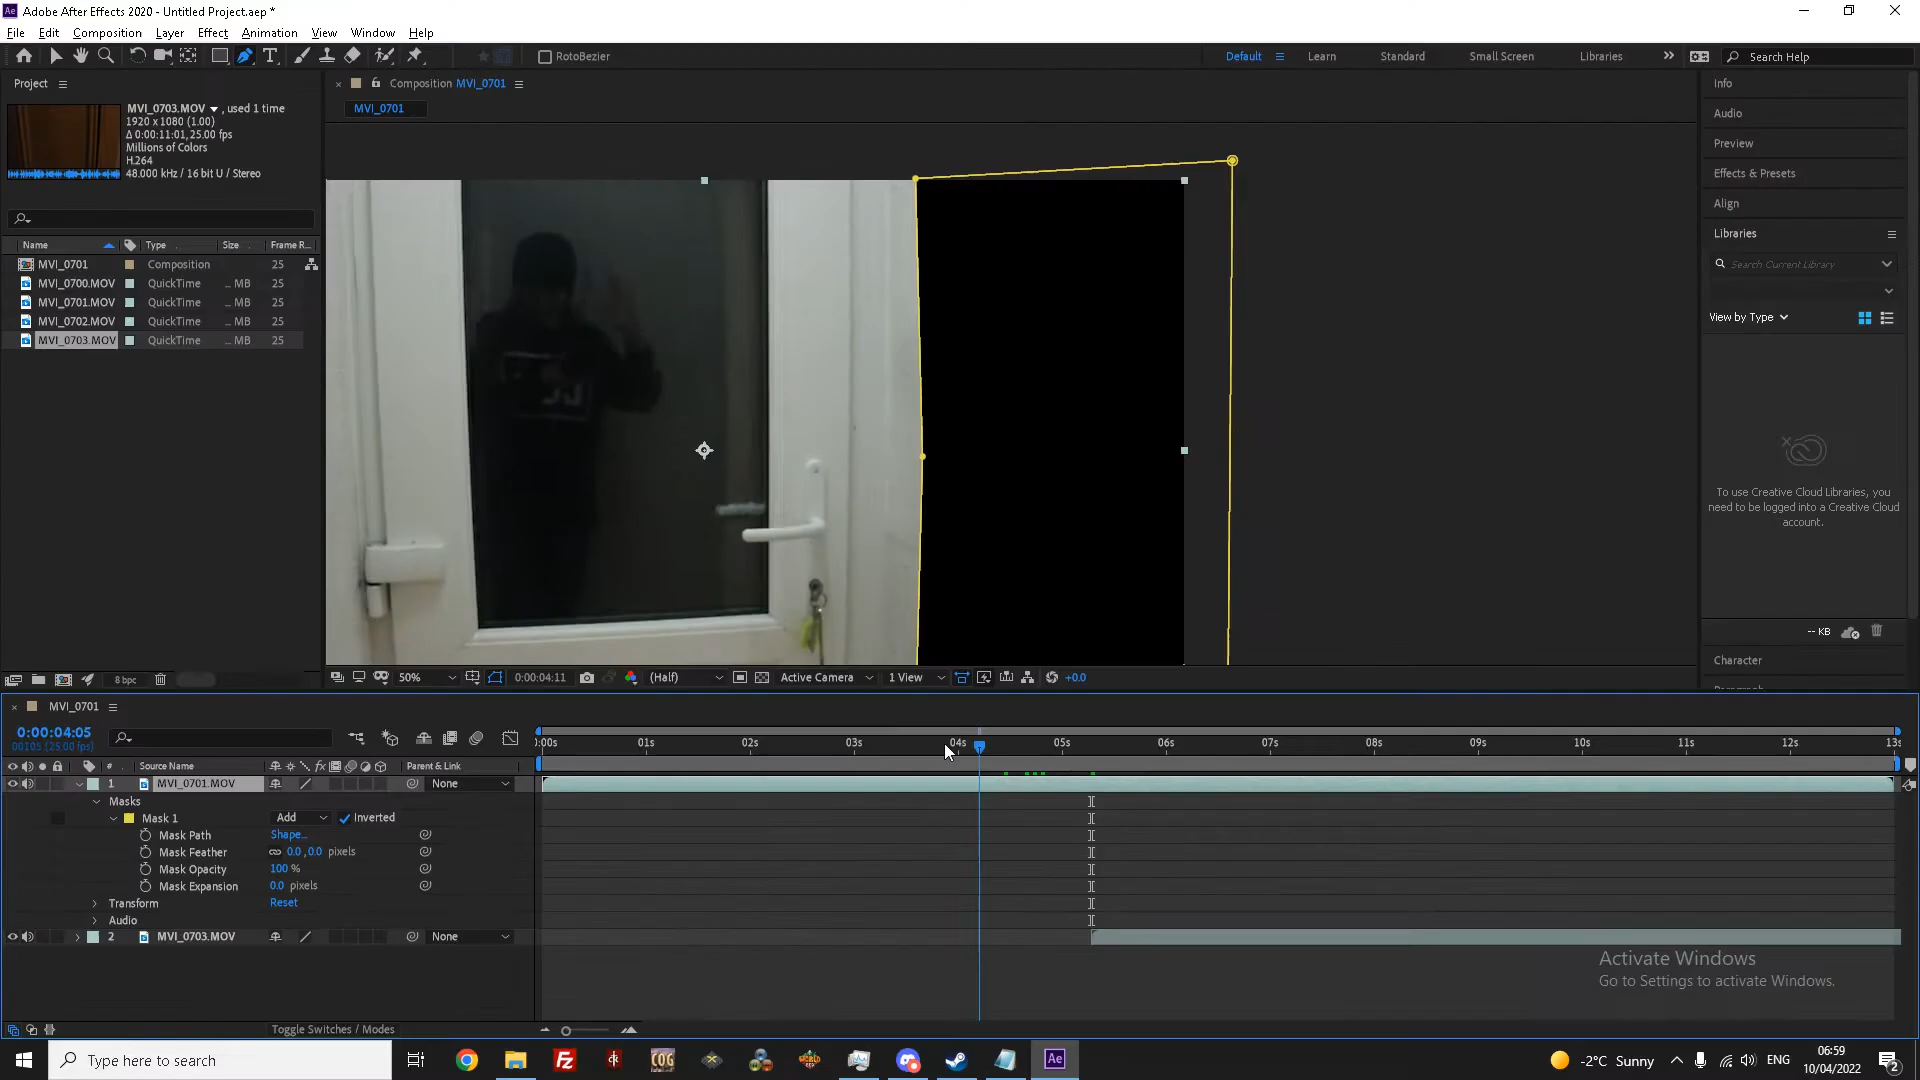 Adobe After Effects 2020 - Untitled Project.aep *
File Edit Composition Layer Effect Animation View Window Help
RotoBezier
Default Learn Standard Small Screen Libraries
Search Help
Project
MVI_0703.MOV , used 1 time
1920 x 1080 (1.00)
Δ 0:00:11:01, 25.00 fps
Millions of Colors
H.264
48.000 kHz / 16 bit U / Stereo
Name Type Size Frame R...
MVI_0701 Composition 25
MVI_0700.MOV QuickTime ... MB 25
MVI_0701.MOV QuickTime ... MB 25
MVI_0702.MOV QuickTime ... MB 25
MVI_0703.MOV QuickTime ... MB 25
8 bpc
Composition MVI_0701
MVI_0701
50% 0:00:04:11 (Half) Active Camera 1 View +0.0
Info
Audio
Preview
Effects & Presets
Align
Libraries
Search Current Library
View by Type
To use Creative Cloud Libraries, you
need to be logged into a Creative Cloud
account.
-- KB
Character
MVI_0701
0:00:04:05
00105 (25.00 fps)
# Source Name Parent & Link
:00s 01s 02s 03s 04s 05s 06s 07s 08s 09s 10s 11s 12s 13s
1 MVI_0701.MOV None
Masks
Mask 1 Add Inverted
Mask Path Shape...
Mask Feather 0.0, 0.0 pixels
Mask Opacity 100 %
Mask Expansion 0.0 pixels
Transform Reset
Audio
2 MVI_0703.MOV None
Toggle Switches / Modes
Activate Windows
Go to Settings to activate Windows.
Type here to search
COG
Ae
-2°C Sunny
ENG
06:59
10/04/2022
2